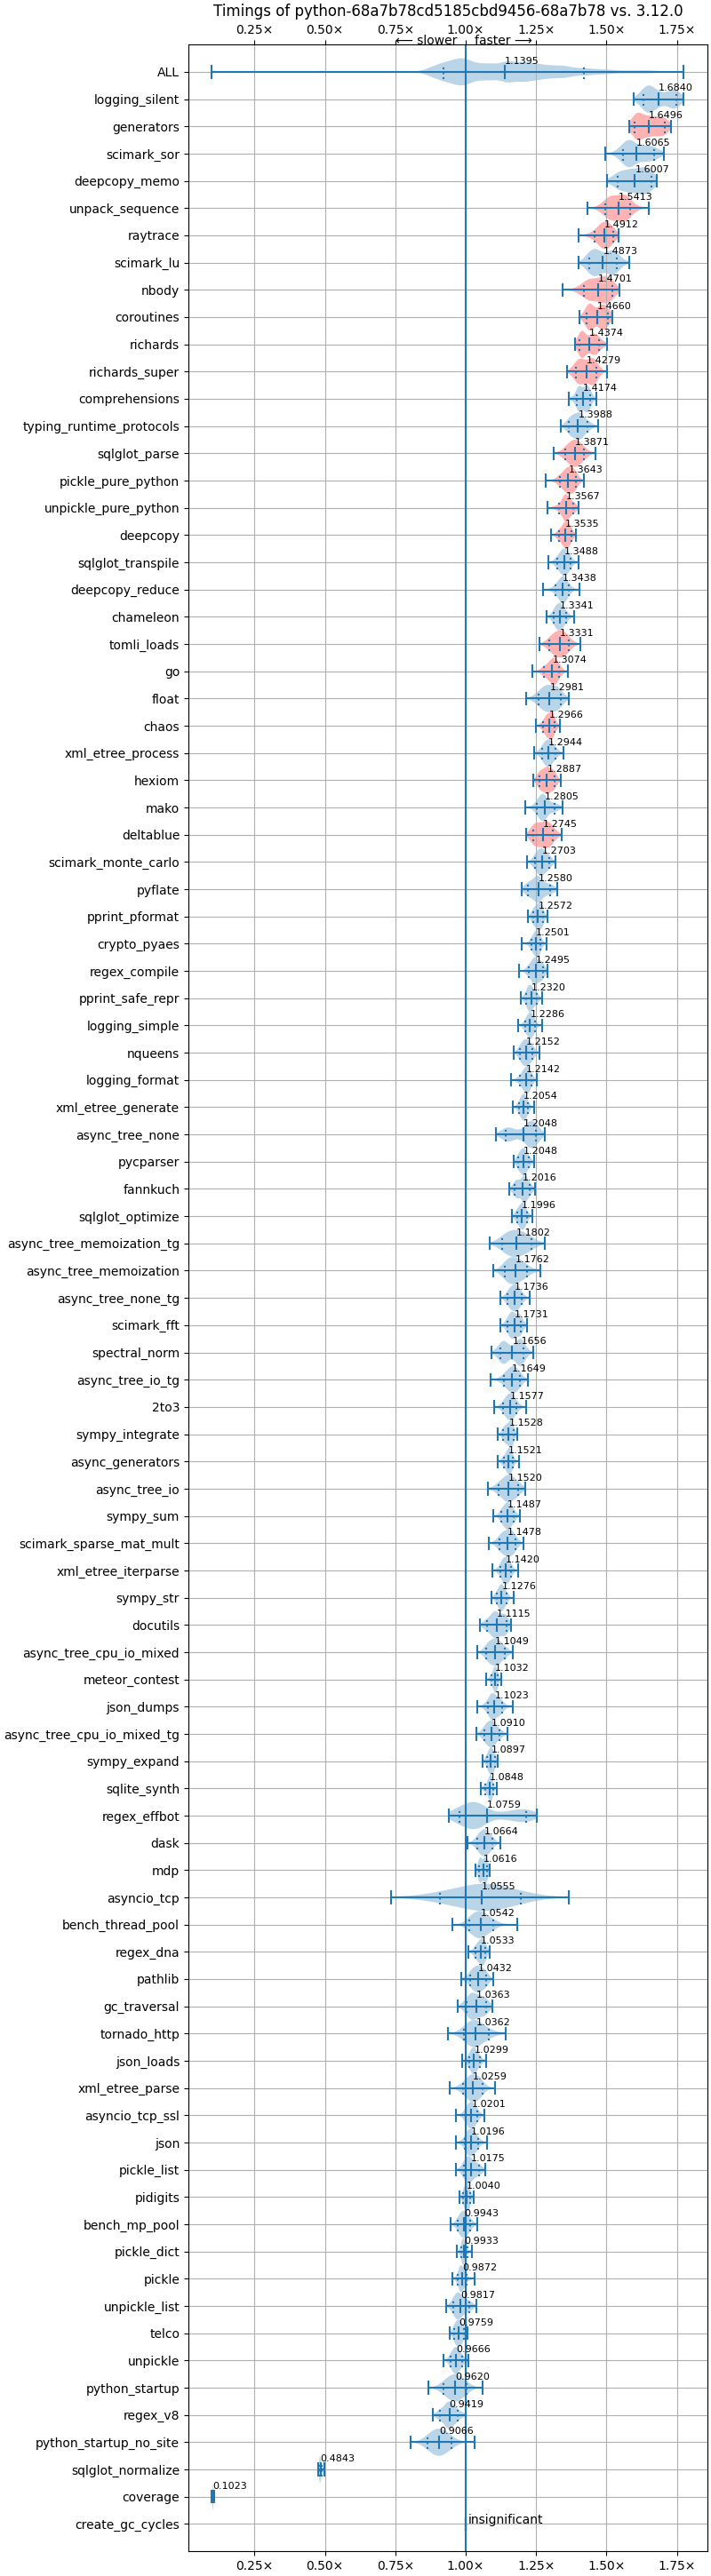 Timings of python-68a7b78cd5185cbd9456-68a7b78 vs. 3.12.0
0.25× 0.50× 0.75× 1.00× 1.25× 1.50× 1.75×
⟵ slower faster ⟶
ALL 1.1395
logging_silent 1.6840
generators 1.6496
scimark_sor 1.6065
deepcopy_memo 1.6007
unpack_sequence 1.5413
raytrace 1.4912
scimark_lu 1.4873
nbody 1.4701
coroutines 1.4660
richards 1.4374
richards_super 1.4279
comprehensions 1.4174
typing_runtime_protocols 1.3988
sqlglot_parse 1.3871
pickle_pure_python 1.3643
unpickle_pure_python 1.3567
deepcopy 1.3535
sqlglot_transpile 1.3488
deepcopy_reduce 1.3438
chameleon 1.3341
tomli_loads 1.3331
go 1.3074
float 1.2981
chaos 1.2966
xml_etree_process 1.2944
hexiom 1.2887
mako 1.2805
deltablue 1.2745
scimark_monte_carlo 1.2703
pyflate 1.2580
pprint_pformat 1.2572
crypto_pyaes 1.2501
regex_compile 1.2495
pprint_safe_repr 1.2320
logging_simple 1.2286
nqueens 1.2152
logging_format 1.2142
xml_etree_generate 1.2054
async_tree_none 1.2048
pycparser 1.2048
fannkuch 1.2016
sqlglot_optimize 1.1996
async_tree_memoization_tg 1.1802
async_tree_memoization 1.1762
async_tree_none_tg 1.1736
scimark_fft 1.1731
spectral_norm 1.1656
async_tree_io_tg 1.1649
2to3 1.1577
sympy_integrate 1.1528
async_generators 1.1521
async_tree_io 1.1520
sympy_sum 1.1487
scimark_sparse_mat_mult 1.1478
xml_etree_iterparse 1.1420
sympy_str 1.1276
docutils 1.1115
async_tree_cpu_io_mixed 1.1049
meteor_contest 1.1032
json_dumps 1.1023
async_tree_cpu_io_mixed_tg 1.0910
sympy_expand 1.0897
sqlite_synth 1.0848
regex_effbot 1.0759
dask 1.0664
mdp 1.0616
asyncio_tcp 1.0555
bench_thread_pool 1.0542
regex_dna 1.0533
pathlib 1.0432
gc_traversal 1.0363
tornado_http 1.0362
json_loads 1.0299
xml_etree_parse 1.0259
asyncio_tcp_ssl 1.0201
json 1.0196
pickle_list 1.0175
pidigits 1.0040
bench_mp_pool 0.9943
pickle_dict 0.9933
pickle 0.9872
unpickle_list 0.9817
telco 0.9759
unpickle 0.9666
python_startup 0.9620
regex_v8 0.9419
python_startup_no_site 0.9066
sqlglot_normalize 0.4843
coverage 0.1023
create_gc_cycles insignificant
0.25× 0.50× 0.75× 1.00× 1.25× 1.50× 1.75×